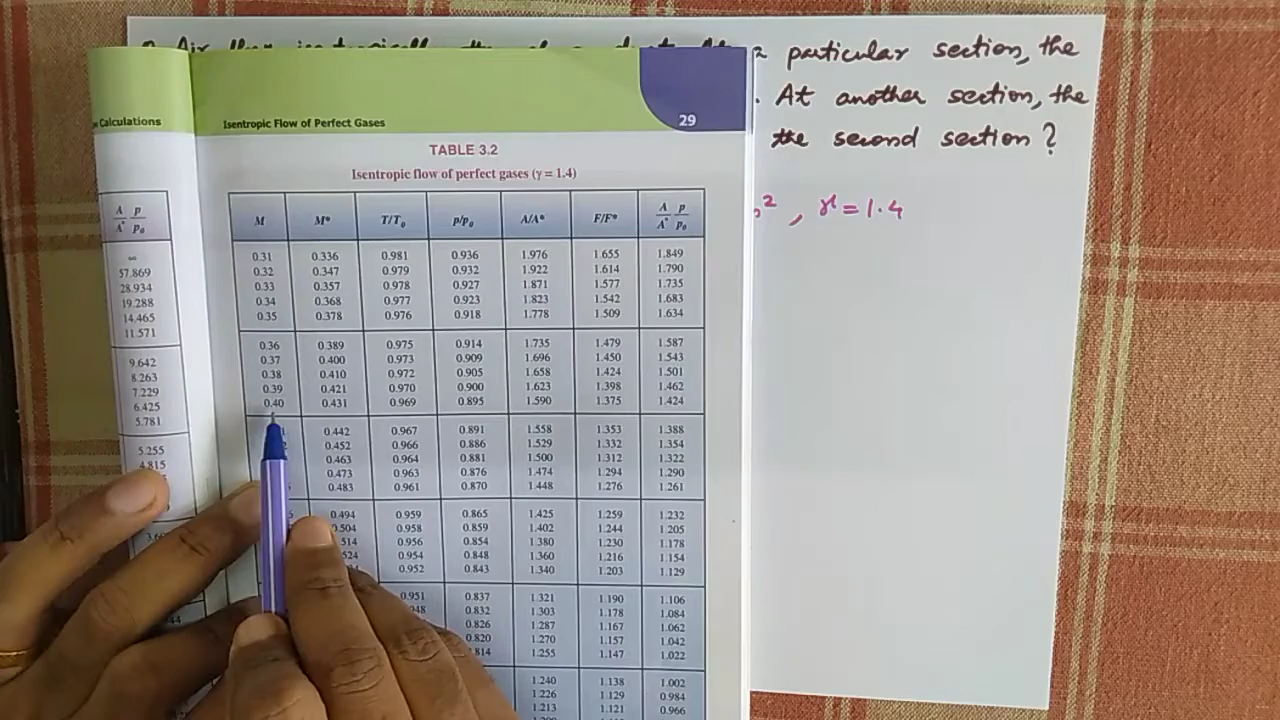 particular section, the
. At another section, the
the second section ?
, γ = 1.4
Calculations
Isentropic Flow of Perfect Gases 29
TABLE 3.2
Isentropic flow of perfect gases (γ = 1.4)
A/A* p/p₀
∞
57.869
28.934
19.288
14.465
11.571
9.642
8.263
7.229
6.425
5.781
5.255
4.815
M M* T/T₀ p/p₀ A/A* F/F* A/A* p/p₀
0.31 0.336 0.981 0.936 1.976 1.655 1.849
0.32 0.347 0.979 0.932 1.922 1.614 1.790
0.33 0.357 0.978 0.927 1.871 1.577 1.735
0.34 0.368 0.977 0.923 1.823 1.542 1.683
0.35 0.378 0.976 0.918 1.778 1.509 1.634
0.36 0.389 0.975 0.914 1.735 1.479 1.587
0.37 0.400 0.973 0.909 1.696 1.450 1.543
0.38 0.410 0.972 0.905 1.658 1.424 1.501
0.39 0.421 0.970 0.900 1.623 1.398 1.462
0.40 0.431 0.969 0.895 1.590 1.375 1.424
0.442 0.967 0.891 1.558 1.353 1.388
0.452 0.966 0.886 1.529 1.332 1.354
0.463 0.964 0.881 1.500 1.312 1.322
0.473 0.963 0.876 1.474 1.294 1.290
0.483 0.961 0.870 1.448 1.276 1.261
0.494 0.959 0.865 1.425 1.259 1.232
0.958 0.859 1.402 1.244 1.205
0.956 0.854 1.380 1.230 1.178
0.954 0.848 1.360 1.216 1.154
0.952 0.843 1.340 1.203 1.129
0.951 0.837 1.321 1.190 1.106
0.832 1.303 1.178 1.084
0.826 1.287 1.167 1.062
0.820 1.270 1.157 1.042
1.255 1.147 1.022
1.240 1.138 1.002
1.226 1.129 0.984
1.213 1.121 0.966